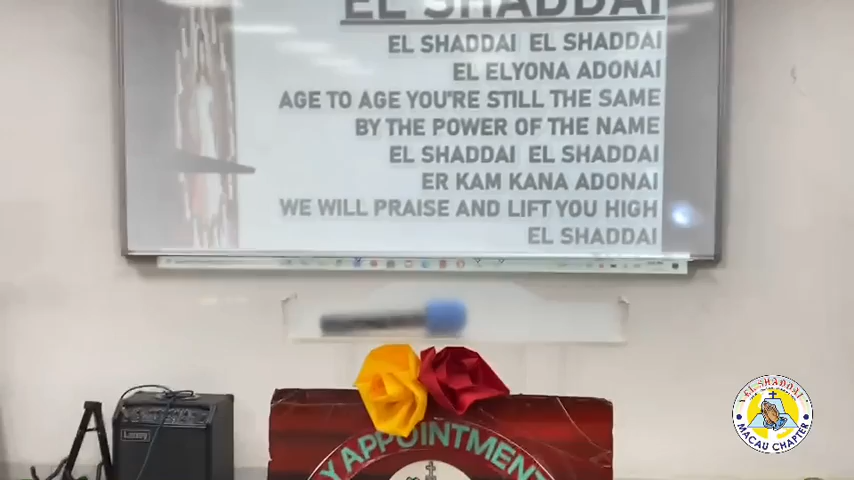 EL SHADDAI
EL SHADDAI EL SHADDAI
EL ELYONA ADONAI
AGE TO AGE YOU'RE STILL THE SAME
BY THE POWER OF THE NAME
EL SHADDAI EL SHADDAI
ER KAM KANA ADONAI
WE WILL PRAISE AND LIFT YOU HIGH
EL SHADDAI
LANEY
Y APPOINTMENT
EL SHADDAI
MACAU CHAPTER